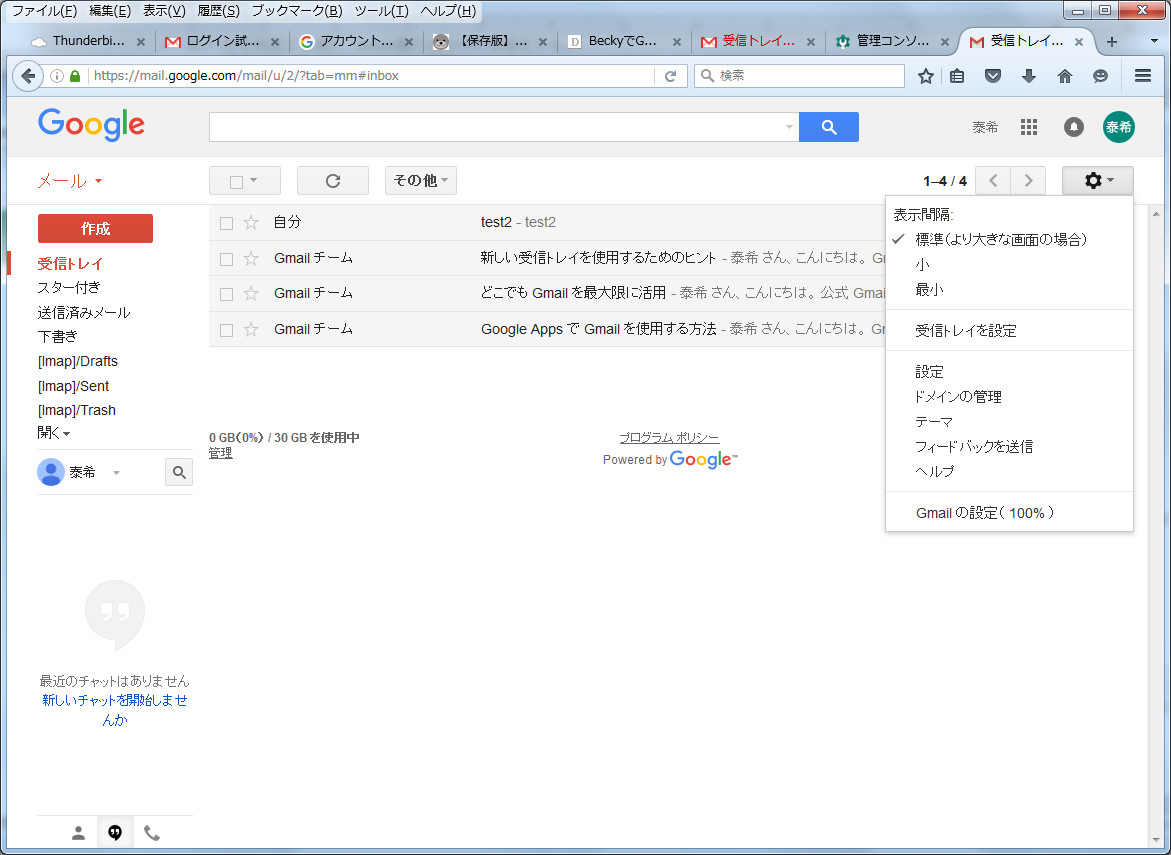 ファイル(F) 編集(E) 表示(V) 履歴(S) ブックマーク(B) ツール(T) ヘルプ(H)
Thunderbi... ログイン試... アカウント... 【保存版】 ... BeckyでG... 受信トレイ... 管理コンソ... 受信トレイ...
https://mail.google.com/mail/u/2/?tab=mm#inbox
検索
Google
泰希
泰希
メール
その他
1–4 / 4
作成
受信トレイ
スター付き
送信済みメール
下書き
[Imap]/Drafts
[Imap]/Sent
[Imap]/Trash
開く
泰希
自分 test2 - test2
Gmail チーム 新しい受信トレイを使用するためのヒント - 泰希 さん、こんにちは。 Gr
Gmail チーム どこでも Gmail を最大限に活用 - 泰希 さん、こんにちは。 公式 Gmai
Gmail チーム Google Apps で Gmail を使用する方法 - 泰希 さん、こんにちは。 Gr
0 GB(0%) / 30 GB を使用中
管理
プログラム ポリシー
Powered by Google™
表示間隔:
標準(より大きな画面の場合)
小
最小
受信トレイを設定
設定
ドメインの管理
テーマ
フィードバックを送信
ヘルプ
Gmail の設定( 100% )
最近のチャットはありません
新しいチャットを開始しませ
んか